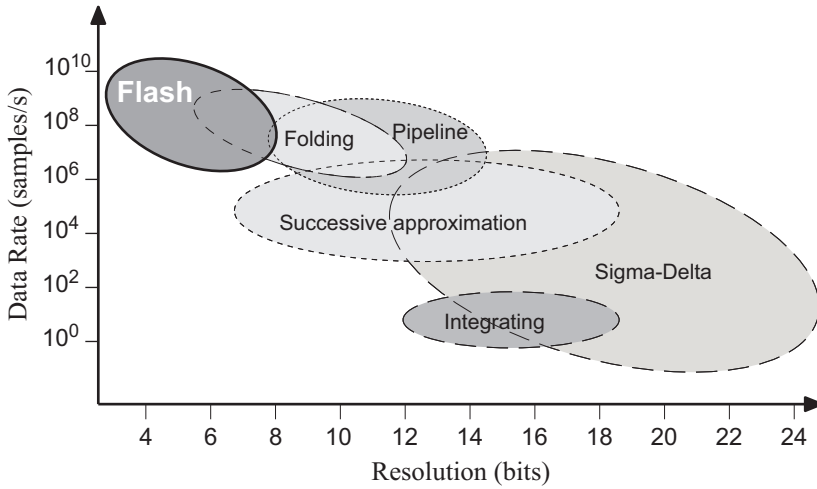 Data Rate (samples/s)
10^10
10^8
10^6
10^4
10^2
10^0
Flash
Folding
Pipeline
Successive approximation
Sigma-Delta
Integrating
4 6 8 10 12 14 16 18 20 22 24
Resolution (bits)